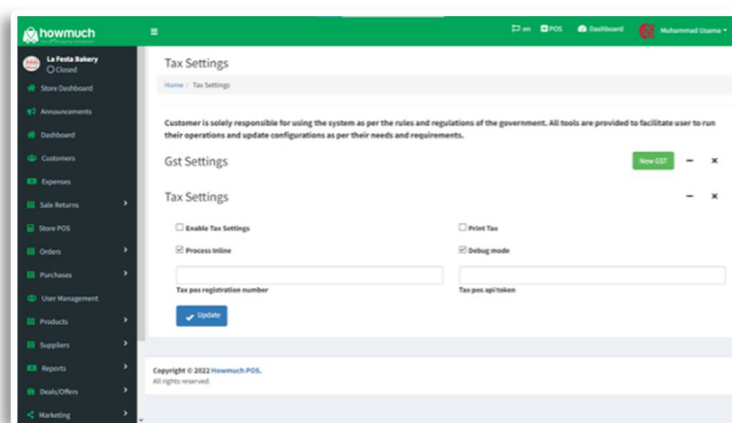 howmuch
en POS Dashboard Muhammad Usama
La Festa Bakery
Closed
Store Dashboard
Announcements
Dashboard
Customers
Expenses
Sale Returns
Store POS
Orders
Purchases
User Management
Products
Suppliers
Reports
Deals/Offers
Marketing
Tax Settings
Home / Tax Settings
Customer is solely responsible for using the system as per the rules and regulations of the government. All tools are provided to facilitate user to run
their operations and update configurations as per their needs and requirements.
Gst Settings
New GST
Tax Settings
Enable Tax Settings
Print Tax
Process Inline
Debug mode
Tax pos registration number
Tax pos api token
Update
Copyright © 2022 Howmuch POS.
All rights reserved.